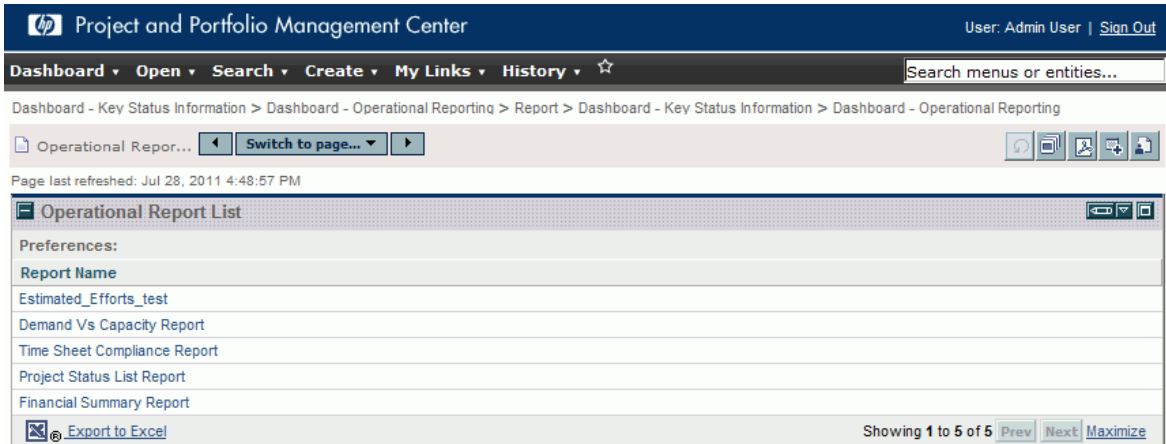 hp Project and Portfolio Management Center User: Admin User | Sign Out
Dashboard Open Search Create My Links History Search menus or entities...
Dashboard - Key Status Information > Dashboard - Operational Reporting > Report > Dashboard - Key Status Information > Dashboard - Operational Reporting
Operational Repor... Switch to page...
Page last refreshed: Jul 28, 2011 4:48:57 PM
Operational Report List
Preferences:
Report Name
Estimated_Efforts_test
Demand Vs Capacity Report
Time Sheet Compliance Report
Project Status List Report
Financial Summary Report
® Export to Excel Showing 1 to 5 of 5 Prev Next Maximize